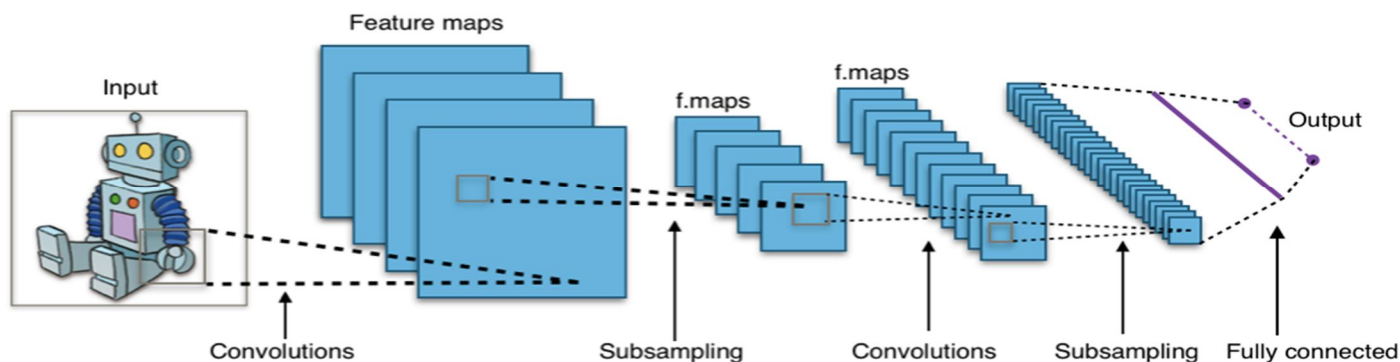 Feature maps
f.maps
Input
f.maps
Output
Convolutions
Subsampling
Convolutions
Subsampling
Fully connected